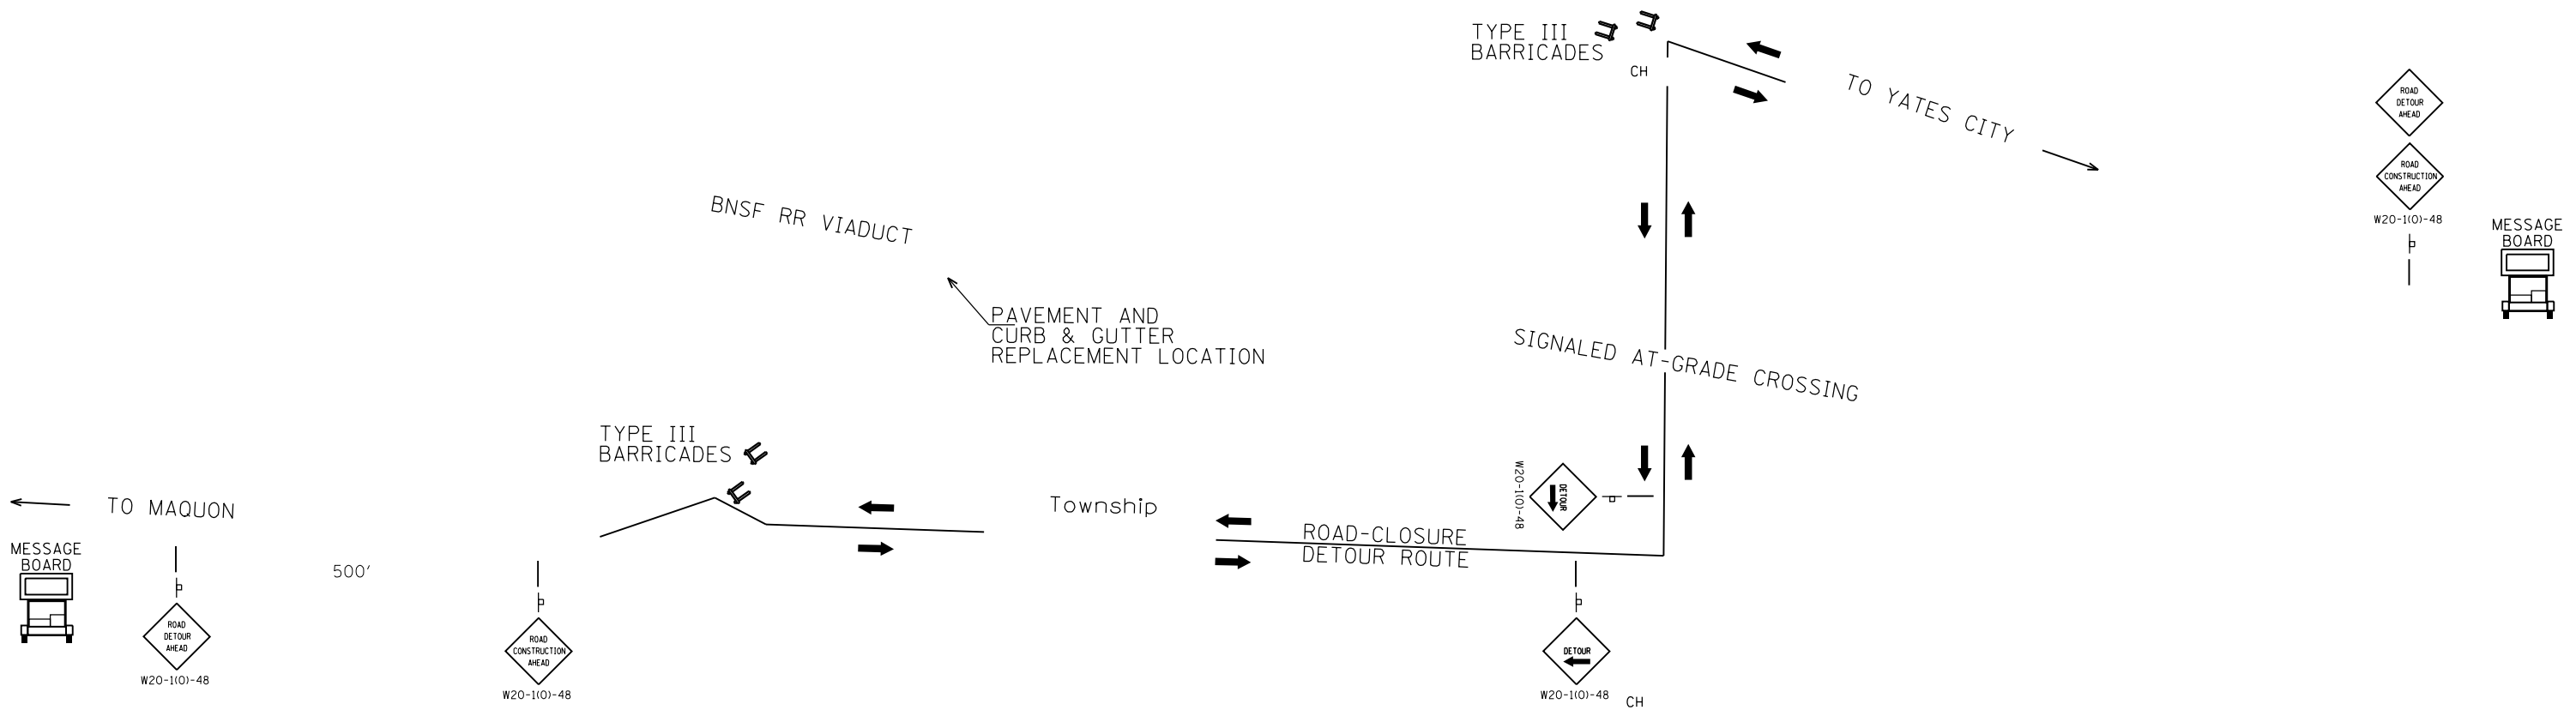 TYPE III
BARRICADES
CH
TO YATES CITY
ROAD
DETOUR
AHEAD
ROAD
CONSTRUCTION
AHEAD
W20-1(O)-48
MESSAGE
BOARD
BNSF RR VIADUCT
PAVEMENT AND
CURB & GUTTER
REPLACEMENT LOCATION
SIGNALED AT-GRADE CROSSING
TYPE III
BARRICADES
TO MAQUON
Township
W20-1(O)-48
DETOUR
ROAD-CLOSURE
DETOUR ROUTE
MESSAGE
BOARD
500'
ROAD
DETOUR
AHEAD
W20-1(O)-48
ROAD
CONSTRUCTION
AHEAD
W20-1(O)-48
DETOUR
W20-1(O)-48
CH